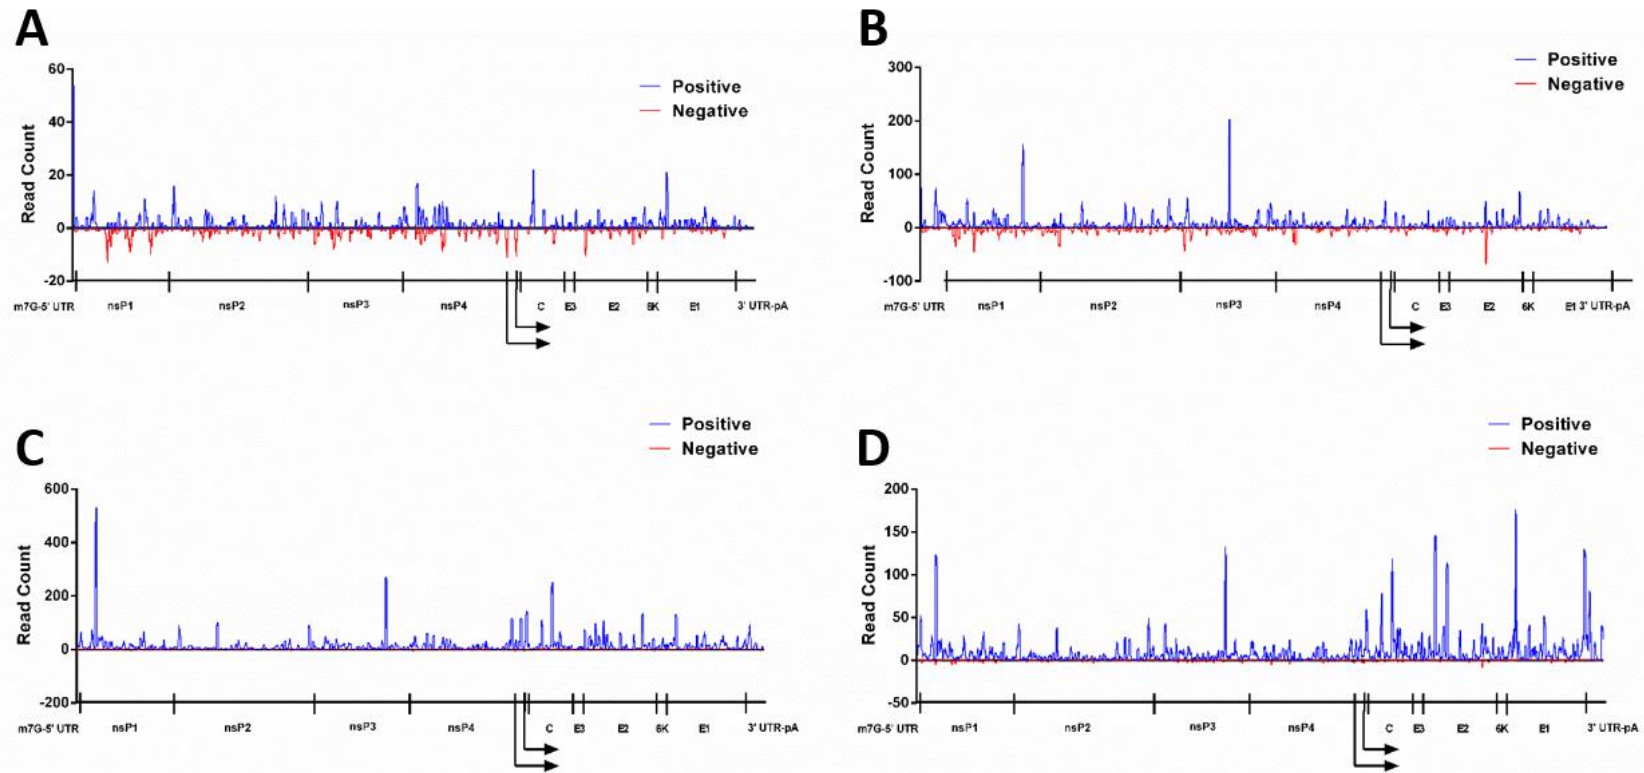 A
60
40
20
0
-20
Read Count
Positive
Negative
m7G-5' UTR nsP1 nsP2 nsP3 nsP4 C E3 E2 6K E1 3' UTR-pA
B
300
200
100
0
-100
Read Count
Positive
Negative
m7G-5' UTR nsP1 nsP2 nsP3 nsP4 C E3 E2 6K E1 3' UTR-pA
C
600
400
200
0
-200
Read Count
Positive
Negative
m7G-5' UTR nsP1 nsP2 nsP3 nsP4 C E3 E2 6K E1 3' UTR-pA
D
200
150
100
50
0
-50
Read Count
Positive
Negative
m7G-5' UTR nsP1 nsP2 nsP3 nsP4 C E3 E2 6K E1 3' UTR-pA